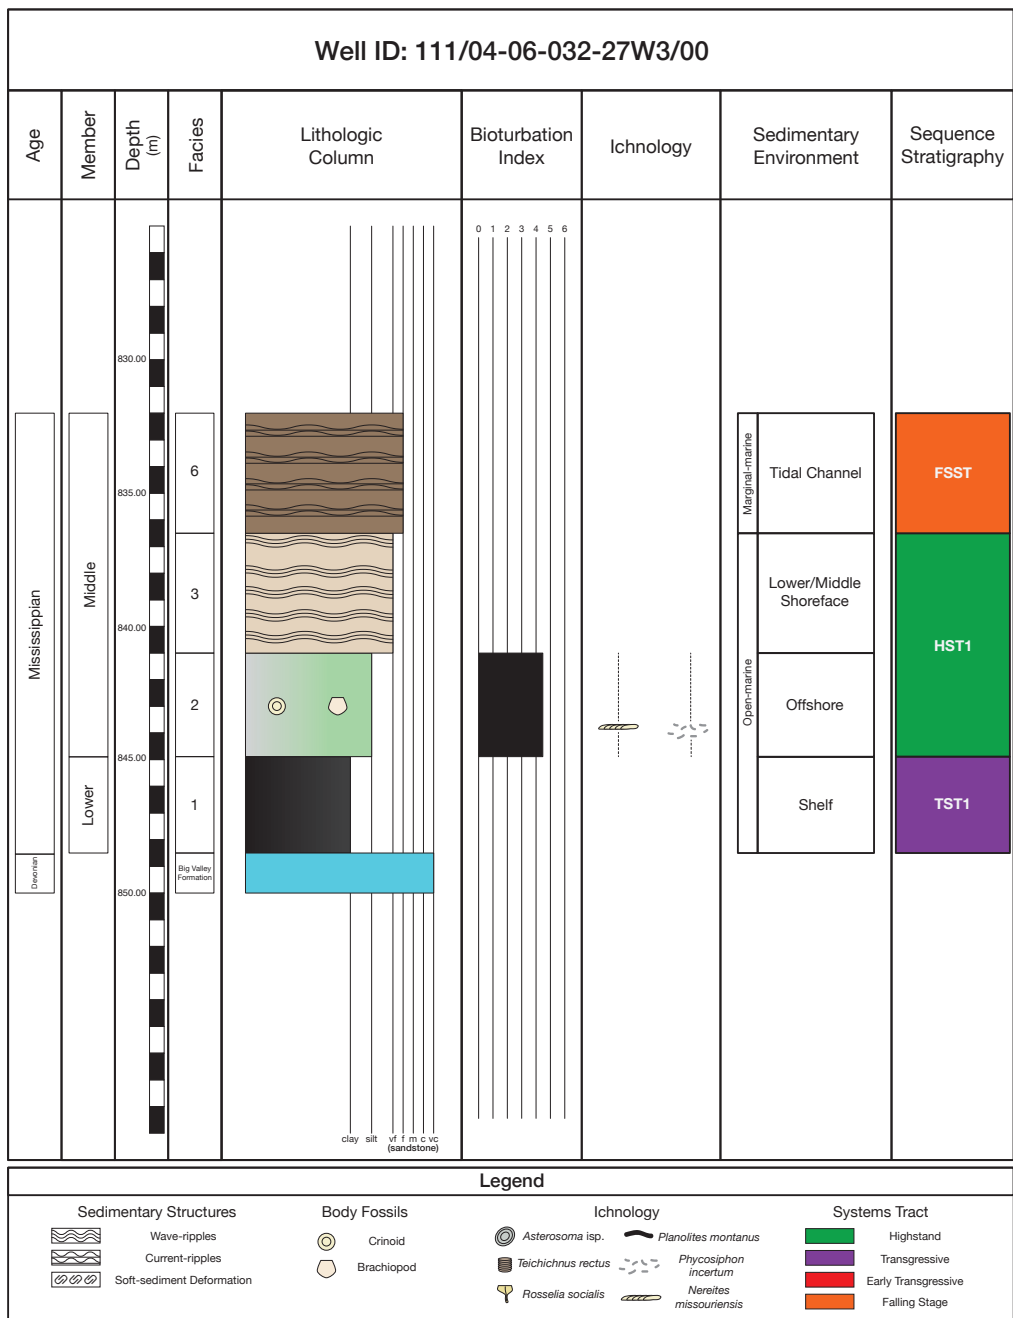 Well ID: 111/04-06-032-27W3/00
Age
Member
Depth
(m)
Facies
Lithologic
Column
Bioturbation
Index
Ichnology
Sedimentary
Environment
Sequence
Stratigraphy
0 1 2 3 4 5 6
830.00
835.00
840.00
845.00
850.00
Mississippian
Devonian
Middle
Lower
6
3
2
1
Big Valley
Formation
Marginal-marine
Open-marine
Tidal Channel
Lower/Middle
Shoreface
Offshore
Shelf
FSST
HST1
TST1
clay silt vf f m c vc
(sandstone)
Legend
Sedimentary Structures
Wave-ripples
Current-ripples
Soft-sediment Deformation
Body Fossils
Crinoid
Brachiopod
Ichnology
Asterosoma isp.
Teichichnus rectus
Rosselia socialis
Planolites montanus
Phycosiphon
incertum
Nereites
missouriensis
Systems Tract
Highstand
Transgressive
Early Transgressive
Falling Stage